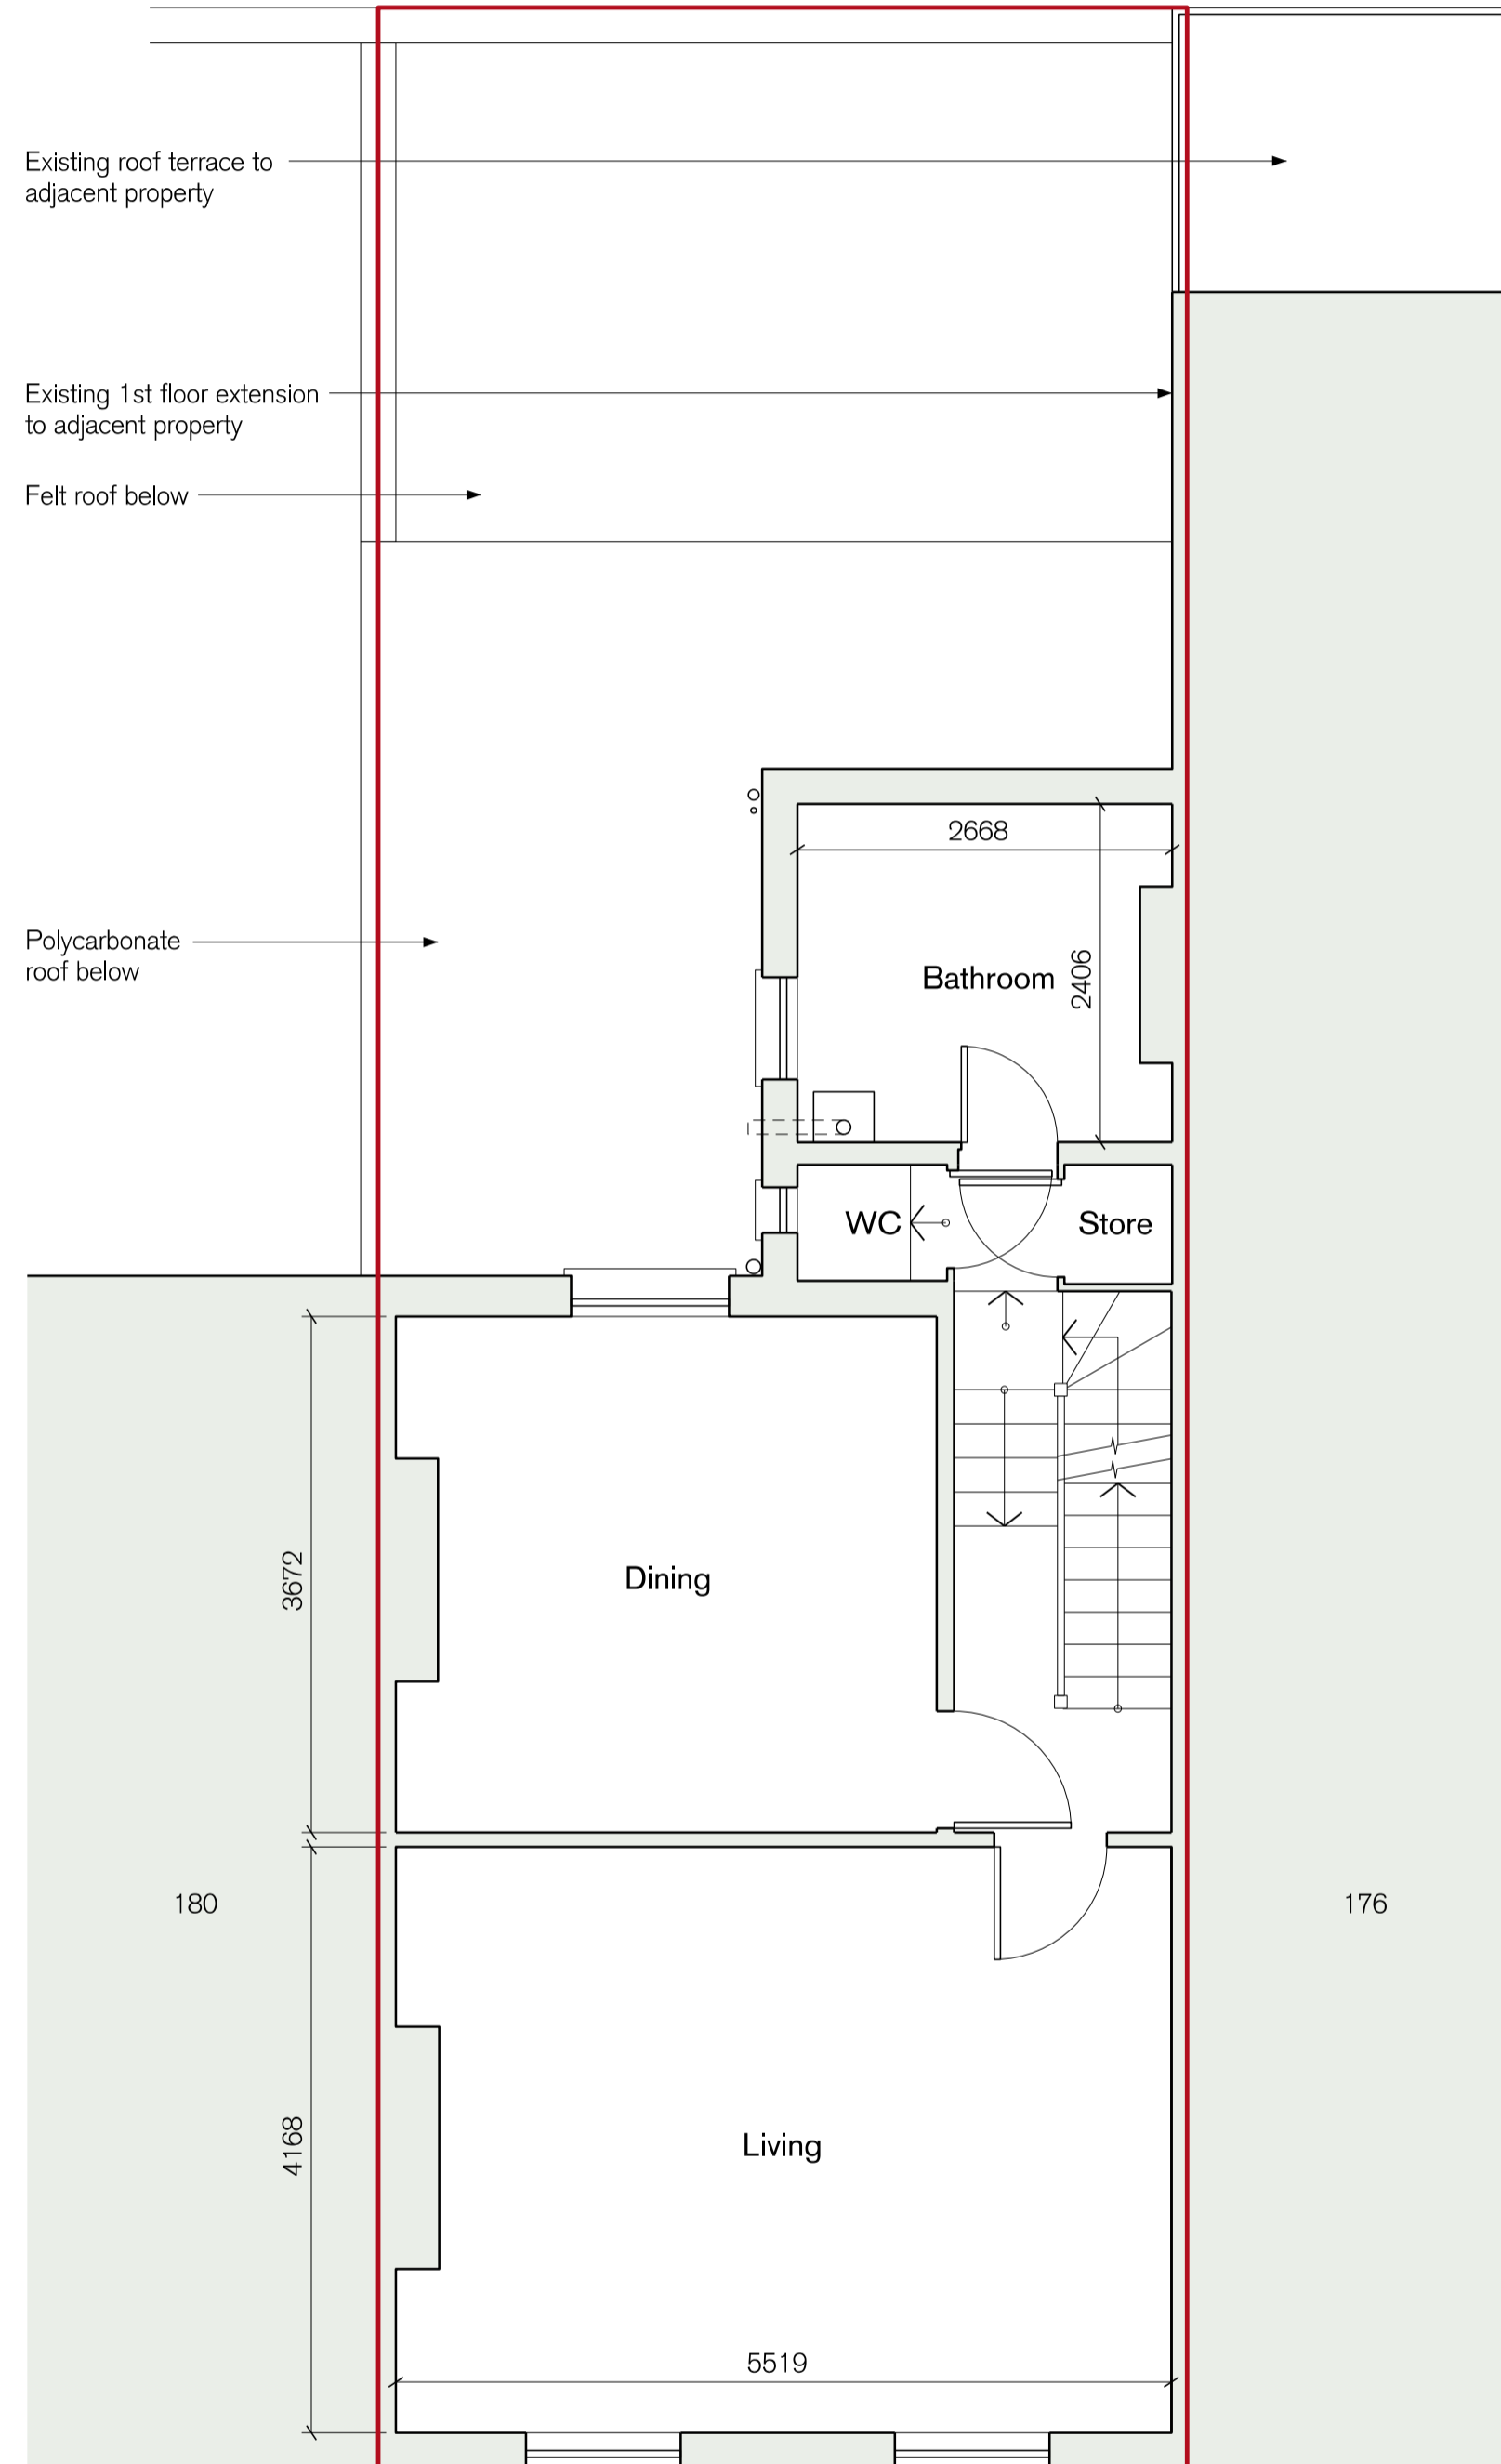 Existing roof terrace to
adjacent property
Existing 1st floor extension
to adjacent property
Felt roof below
2668
Polycarbonate
roof below
Bathroom
2406
WC
Store
Dining
3672
180
176
Living
4168
5519